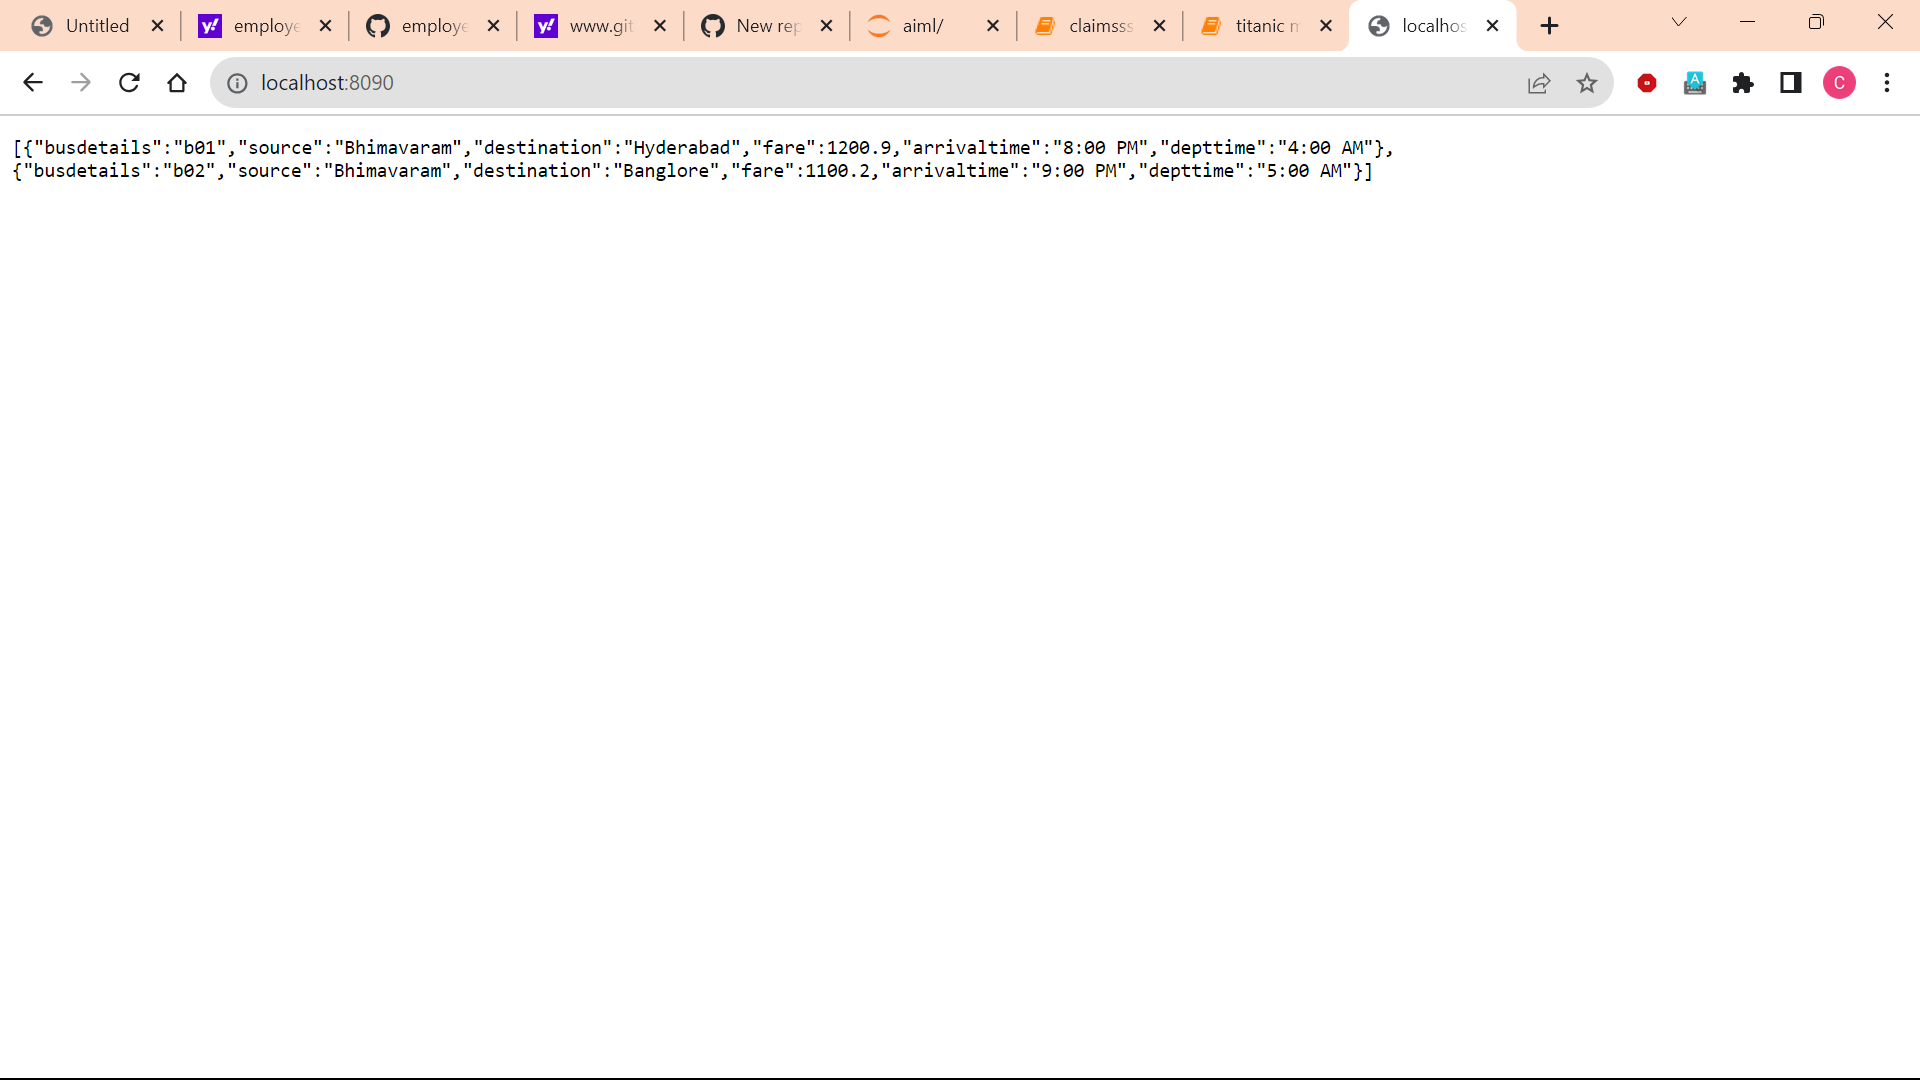 Untitled
employe
employe
www.git
New rep
aiml/
claimsss
titanic m
localhos
localhost:8090
A
C
[{"busdetails":"b01","source":"Bhimavaram","destination":"Hyderabad","fare":1200.9,"arrivaltime":"8:00 PM","depttime":"4:00 AM"},
{"busdetails":"b02","source":"Bhimavaram","destination":"Banglore","fare":1100.2,"arrivaltime":"9:00 PM","depttime":"5:00 AM"}]